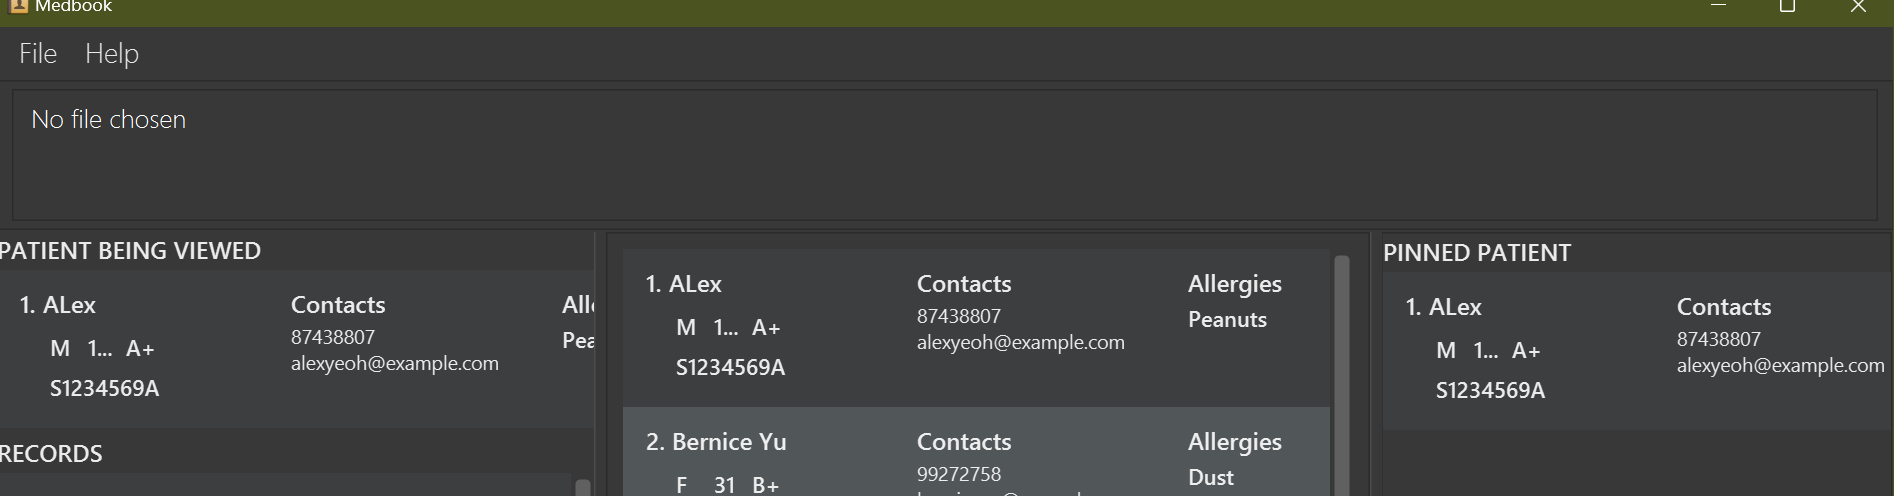 Medbook
File Help
No file chosen
PATIENT BEING VIEWED
1. ALex Contacts All
87438807 Pea
M 1... A+
alexyeoh@example.com
S1234569A
RECORDS
1. ALex Contacts Allergies
87438807 Peanuts
M 1... A+
alexyeoh@example.com
S1234569A
2. Bernice Yu Contacts Allergies
99272758 Dust
F 31 B+
PINNED PATIENT
1. ALex Contacts
87438807
M 1... A+
alexyeoh@example.com
S1234569A